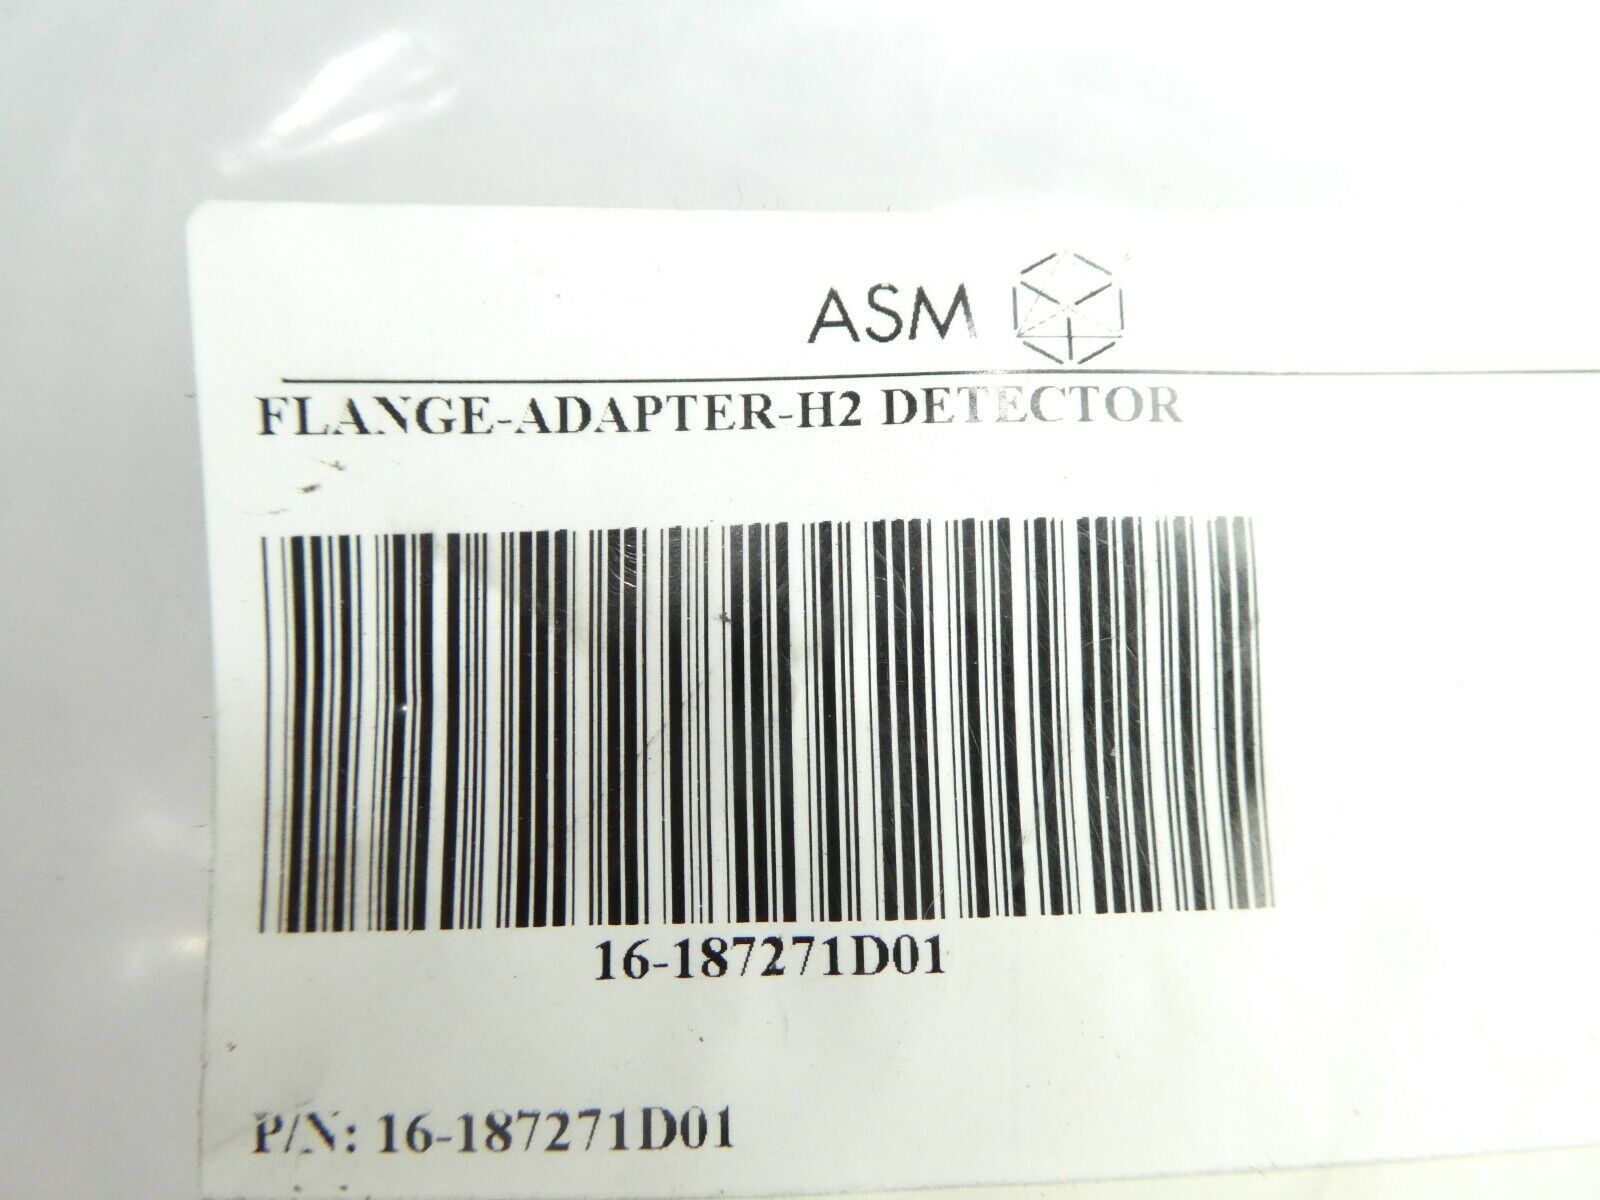 ASM
FLANGE-ADAPTER-H2 DETECTOR
16-187271D01
P/N: 16-187271D01